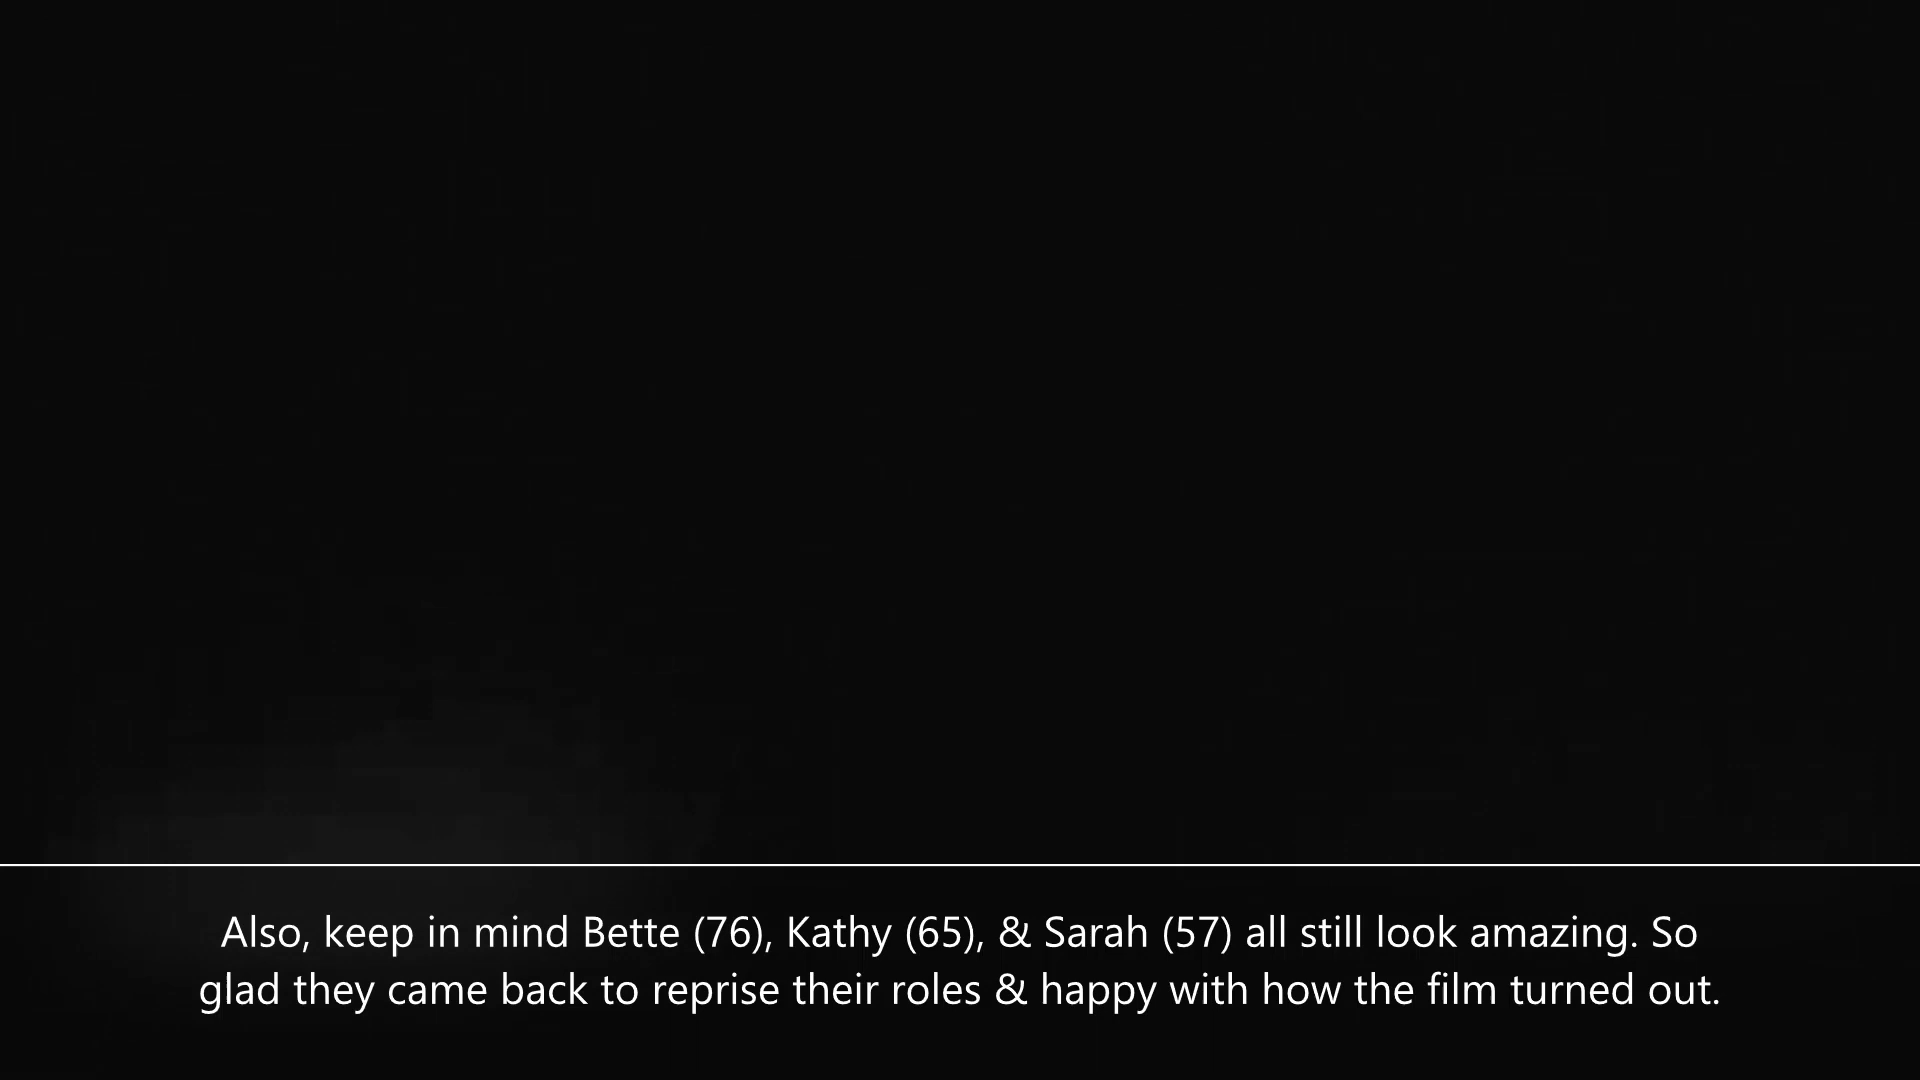 Also, keep in mind Bette (76), Kathy (65), & Sarah (57) all still look amazing. So
glad they came back to reprise their roles & happy with how the film turned out.